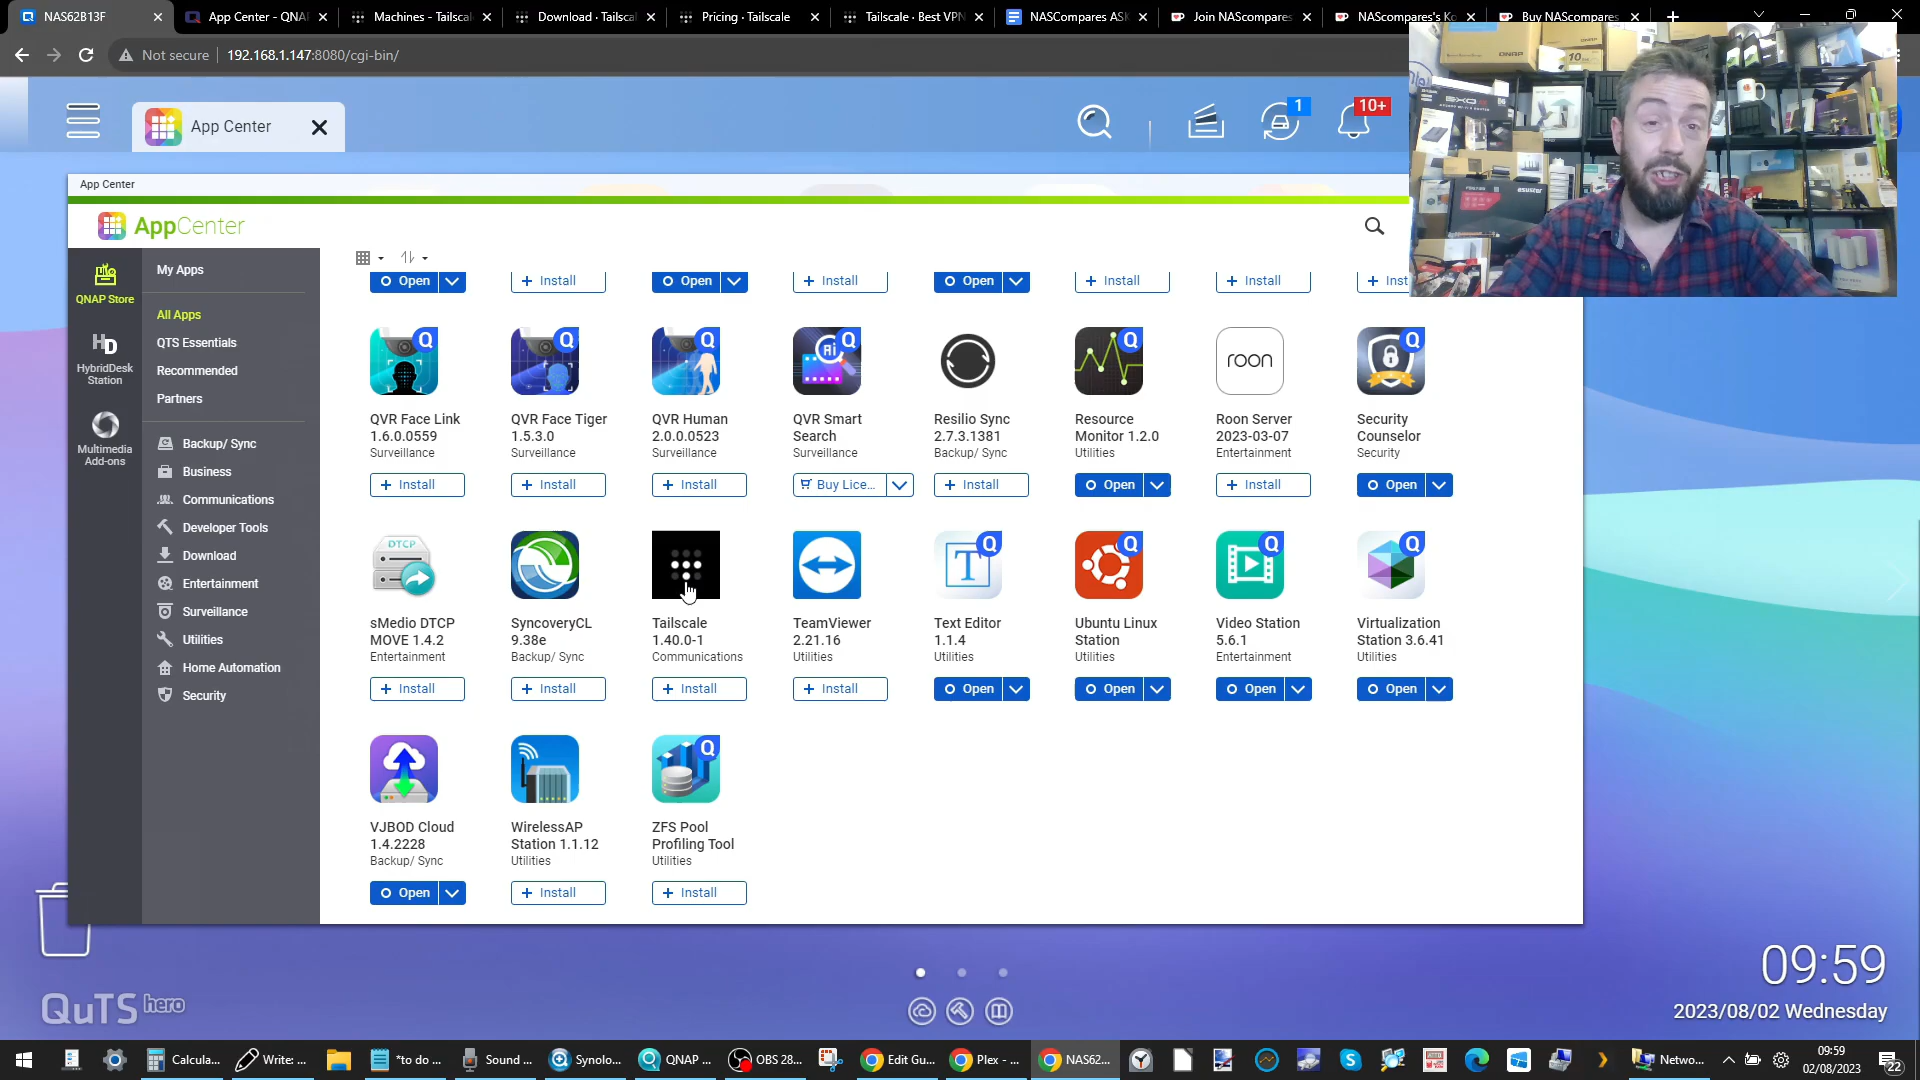 NAS62B13F
App Center - QNA
Machines - Tailsca
Download · Tailsca
Pricing · Tailscale
Tailscale · Best VPN
NASCompares ASK
Join NAScompares
NAScompare's Ko
Buy NAScompares
Not secure
192.168.1.147:8080/cgi-bin/
App Center
1
10+
App Center
AppCenter
QNAP Store
HD
HybridDesk Station
Multimedia Add-ons
My Apps
All Apps
QTS Essentials
Recommended
Partners
Backup/ Sync
Business
Communications
Developer Tools
Download
Entertainment
Surveillance
Utilities
Home Automation
Security
Open
+ Install
Open
+ Install
Open
+ Install
+ Install
+ Inst
QVR Face Link 1.6.0.0559
Surveillance
+ Install
QVR Face Tiger 1.5.3.0
Surveillance
+ Install
QVR Human 2.0.0.0523
Surveillance
+ Install
QVR Smart Search
Surveillance
Buy Lice...
Resilio Sync 2.7.3.1381
Backup/ Sync
+ Install
Resource Monitor 1.2.0
Utilities
Open
roon
Roon Server 2023-03-07
Entertainment
+ Install
Security Counselor
Security
Open
DTCP
sMedio DTCP MOVE 1.4.2
Entertainment
+ Install
SyncoveryCL 9.38e
Backup/ Sync
+ Install
Tailscale 1.40.0-1
Communications
+ Install
TeamViewer 2.21.16
Utilities
+ Install
Text Editor 1.1.4
Utilities
Open
Ubuntu Linux Station
Utilities
Open
Video Station 5.6.1
Entertainment
Open
Virtualization Station 3.6.41
Utilities
Open
VJBOD Cloud 1.4.2228
Backup/ Sync
Open
WirelessAP Station 1.1.12
Utilities
+ Install
ZFS Pool Profiling Tool
Utilities
+ Install
QuTS hero
09:59
2023/08/02 Wednesday
Calcula...
Write: ...
*to do ...
Sound ...
Synolo...
QNAP ...
OBS 28...
Edit Gu...
Plex - ...
NAS62...
Netwo...
09:59
02/08/2023
22